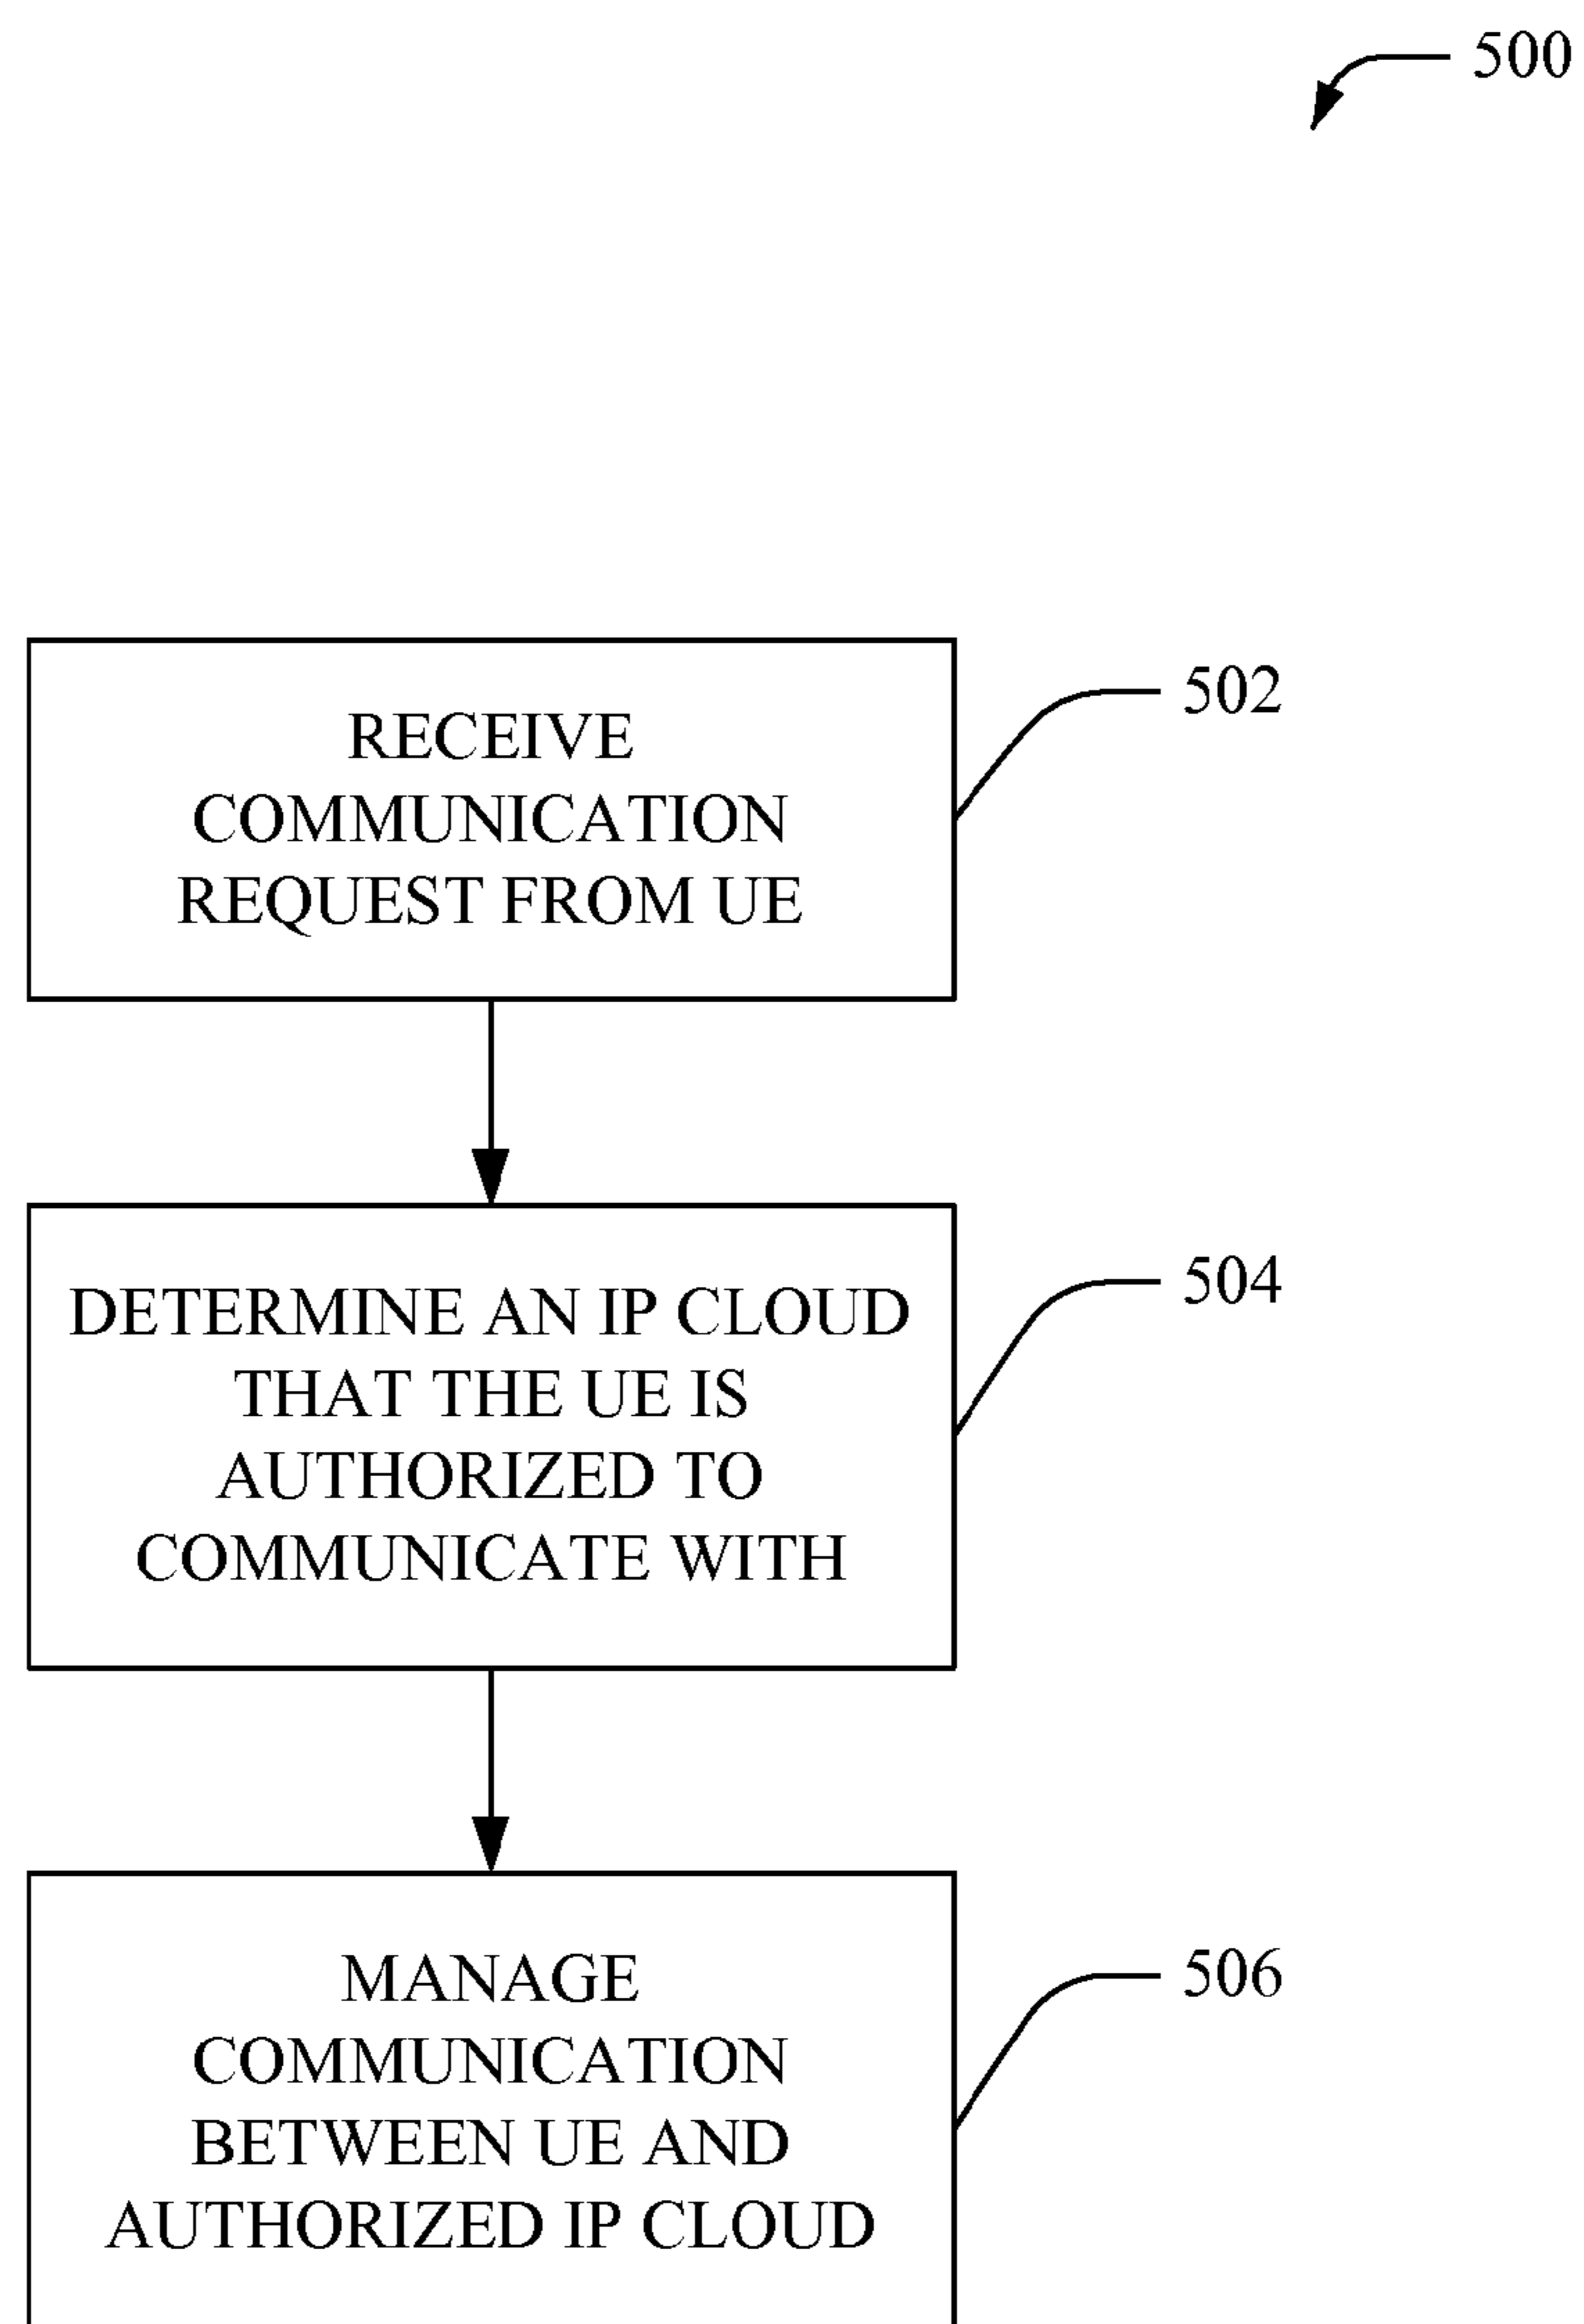 500
RECEIVE
COMMUNICATION
REQUEST FROM UE
502
DETERMINE AN IP CLOUD
THAT THE UE IS
AUTHORIZED TO
COMMUNICATE WITH
504
MANAGE
COMMUNICATION
BETWEEN UE AND
AUTHORIZED IP CLOUD
506